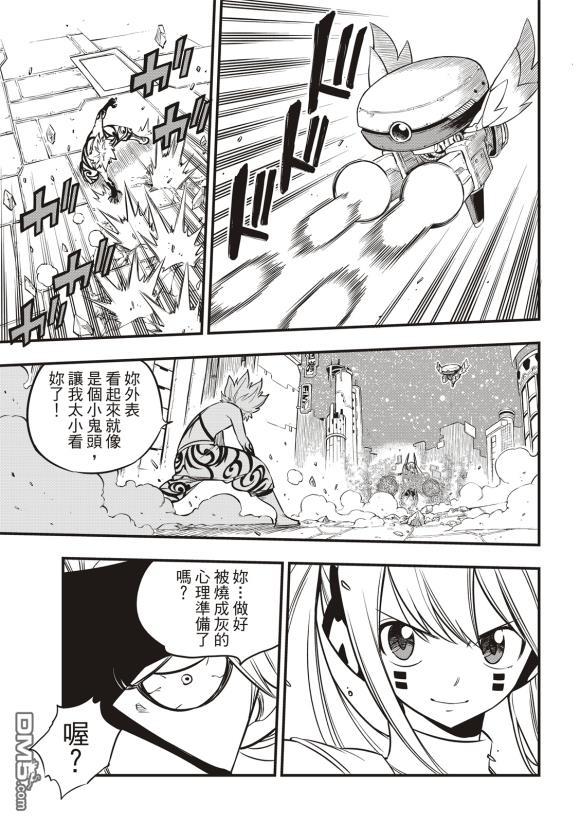 ドドドド
ガガガガ
妳外表
看起來就像
是個小鬼頭，
讓我太小看
妳了！
妳…做好
被燒成灰的
心理準備了
嗎？
喔？
DM5
.com